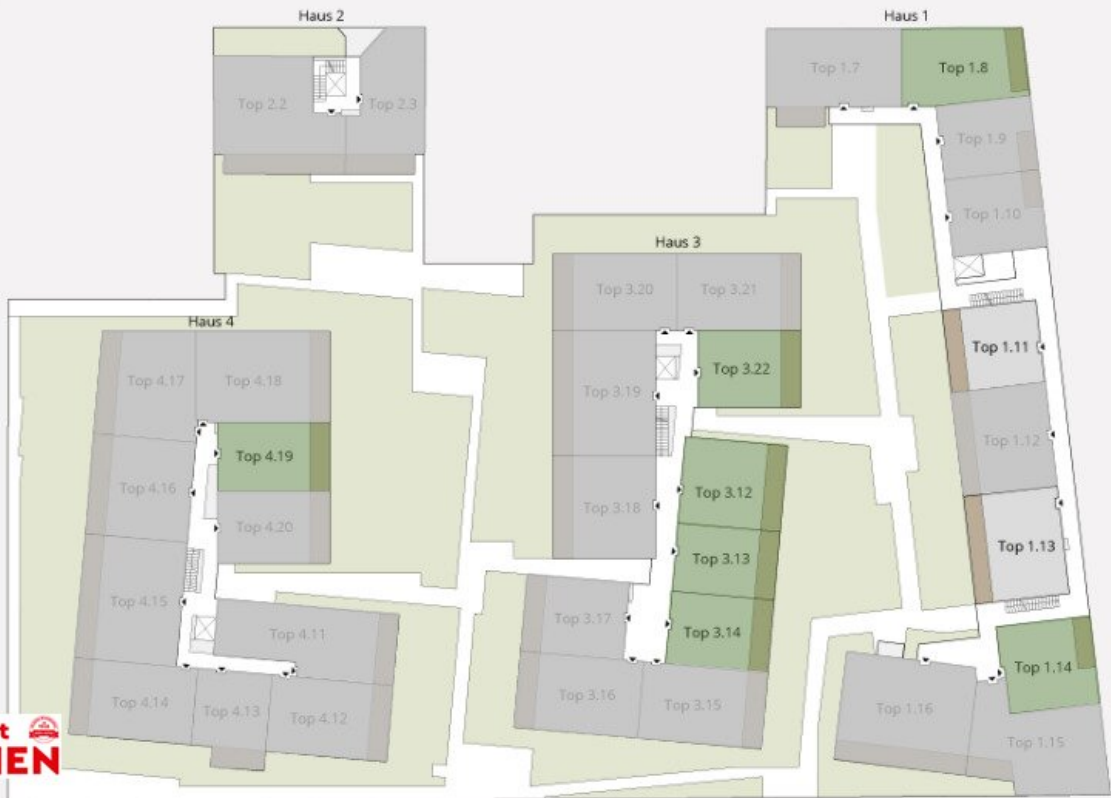 Haus 2
Haus 1
Top 1.7
Top 1.8
Top 2.2
Top 2.3
Top 1.9
Top 1.10
Haus 3
Top 3.20
Top 3.21
Haus 4
Top 1.11
Top 4.17
Top 4.18
Top 3.19
Top 3.22
Top 1.12
Top 4.16
Top 4.19
Top 3.12
Top 3.18
Top 4.20
Top 3.13
Top 1.13
Top 4.15
Top 3.17
Top 3.14
Top 4.11
Top 1.14
Top 4.14
Top 4.13
Top 4.12
Top 3.16
Top 3.15
Top 1.16
Top 1.15